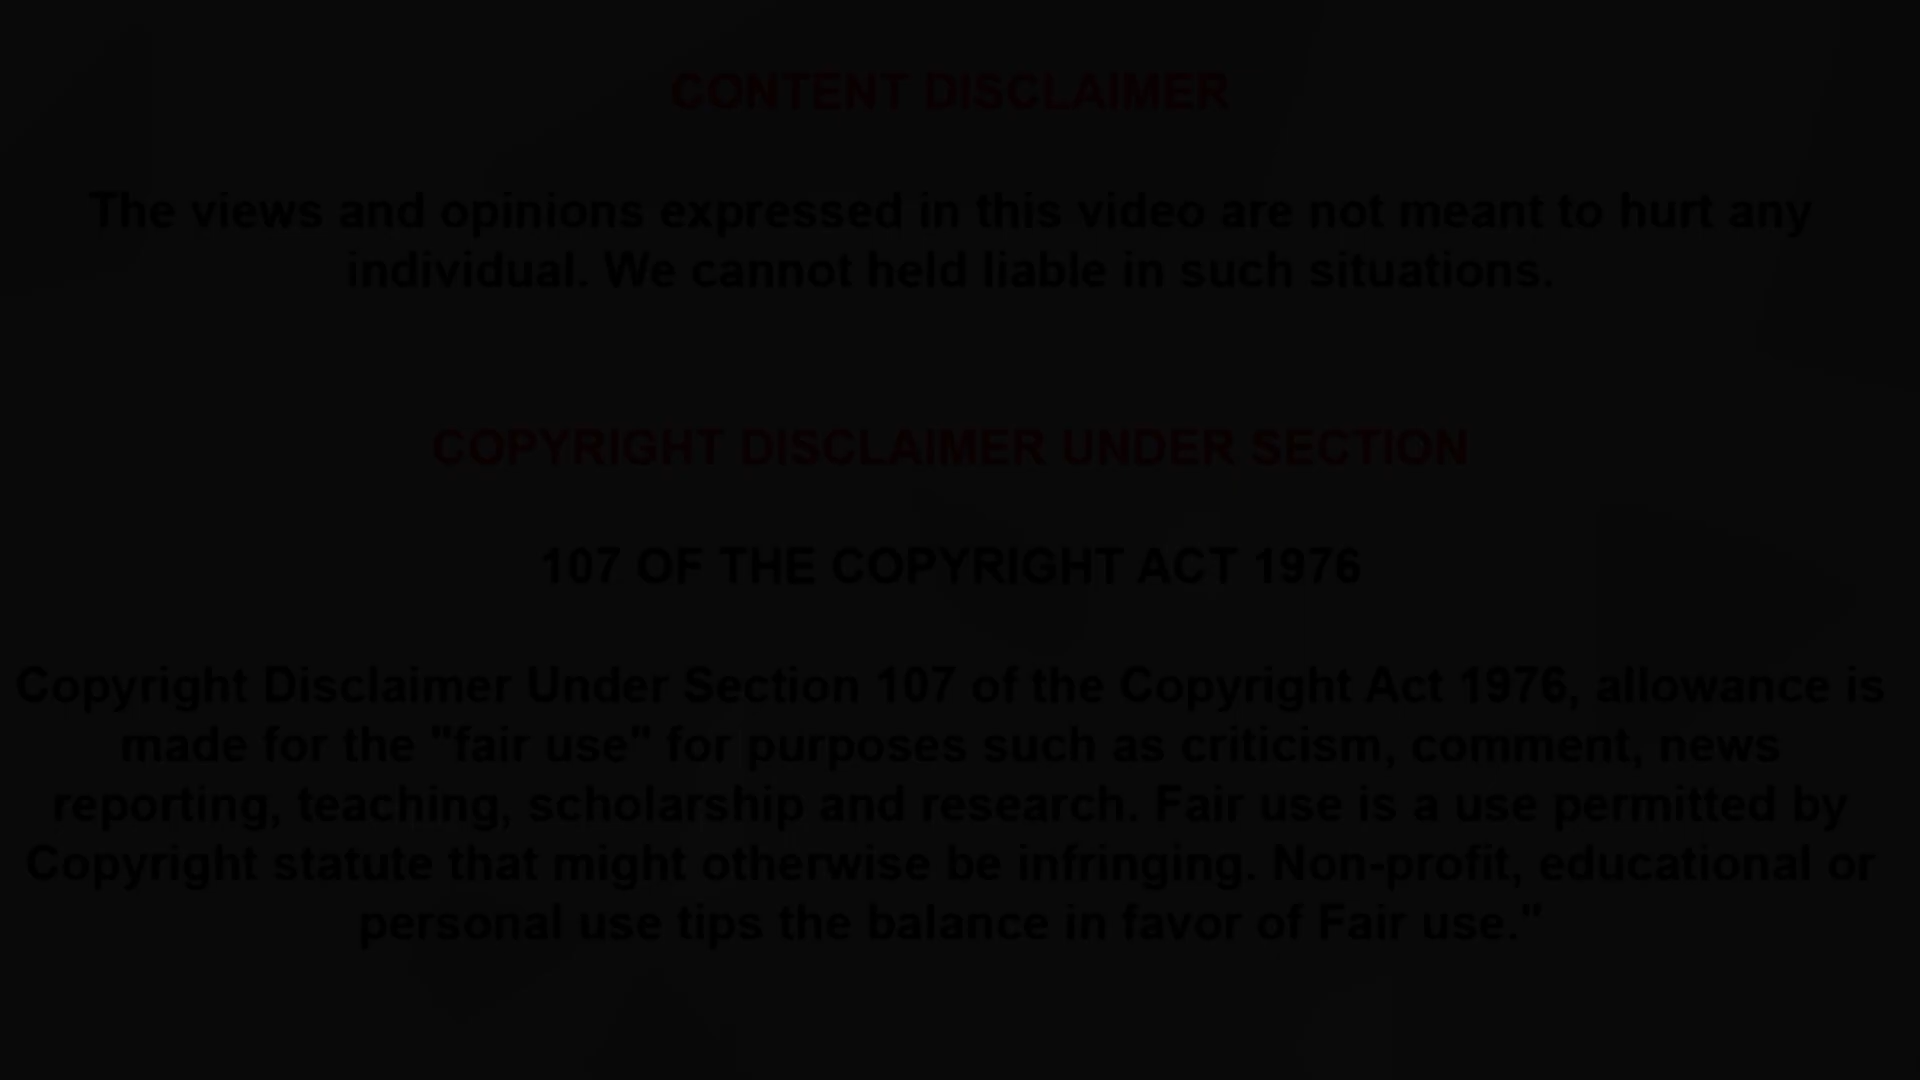 CONTENT DISCLAIMER
The views and opinions expressed in this video are not meant to hurt any
individual. We cannot held liable in such situations.
COPYRIGHT DISCLAIMER UNDER SECTION
107 OF THE COPYRIGHT ACT 1976
Copyright Disclaimer Under Section 107 of the Copyright Act 1976, allowance is
made for the "fair use" for purposes such as criticism, comment, news
reporting, teaching, scholarship and research. Fair use is a use permitted by
Copyright statute that might otherwise be infringing. Non-profit, educational or
personal use tips the balance in favor of Fair use."